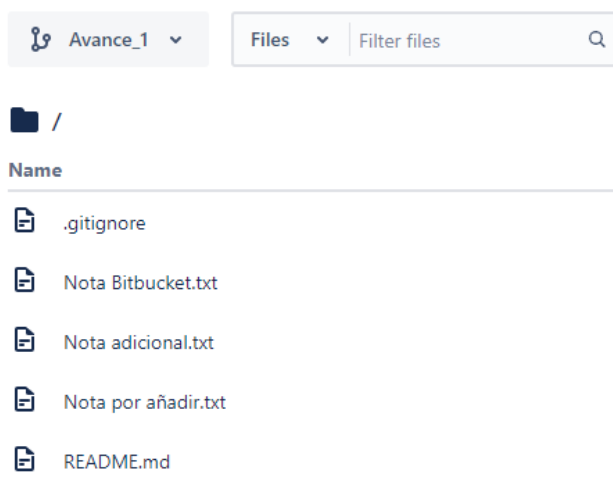 Avance_1 Files Filter files
/
Name
.gitignore
Nota Bitbucket.txt
Nota adicional.txt
Nota por añadir.txt
README.md